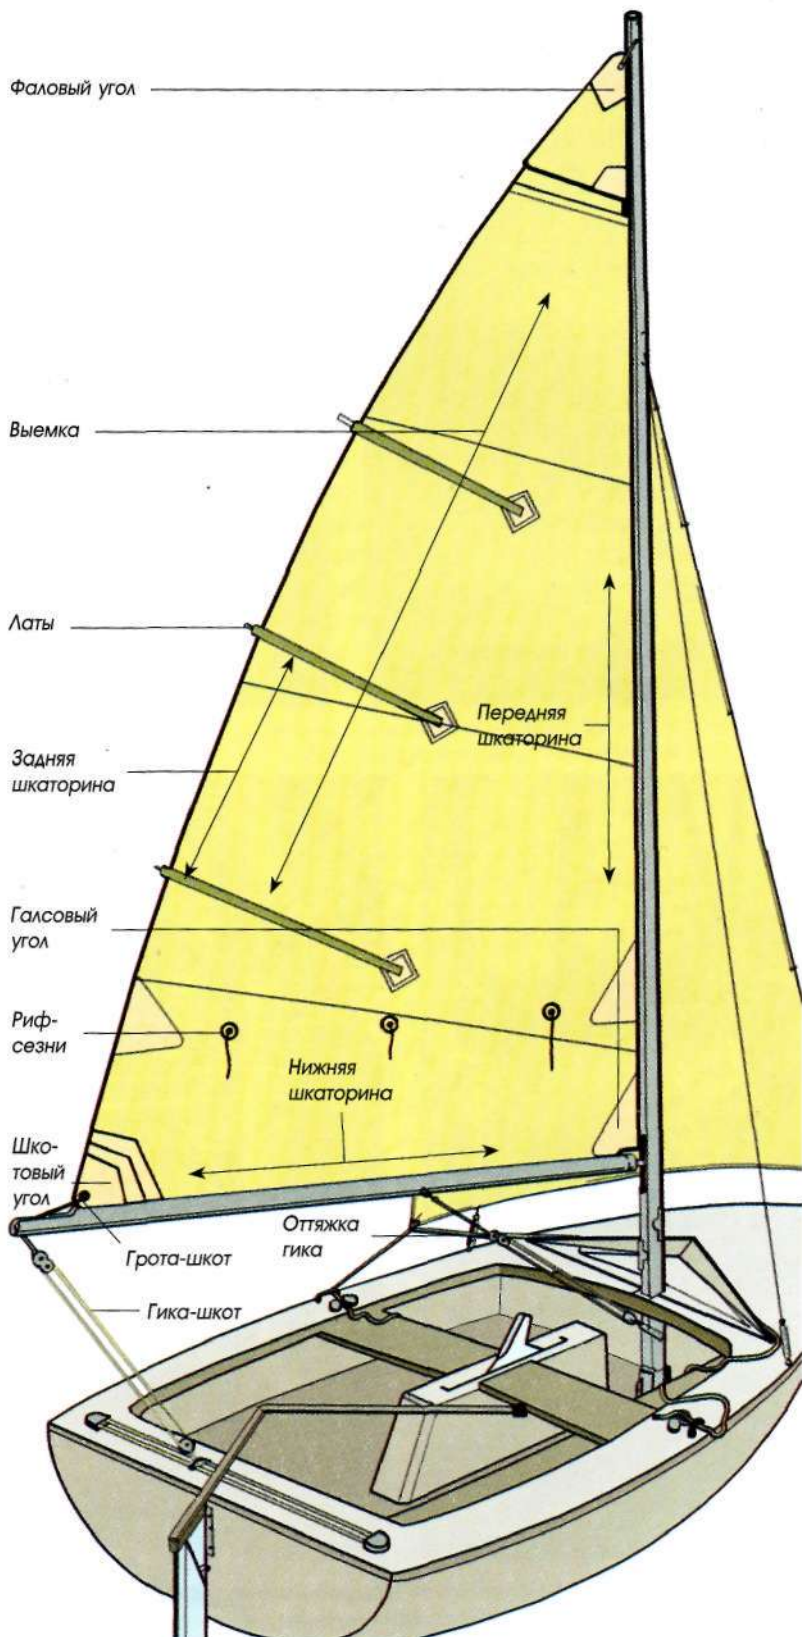 Фаловый угол
Выемка
Латы
Передняя
шкаторина
Задняя
шкаторина
Галсовый
угол
Риф-
сезни
Нижняя
шкаторина
Шко-
товый
угол
Оттяжка
гика
Грота-шкот
Гика-шкот